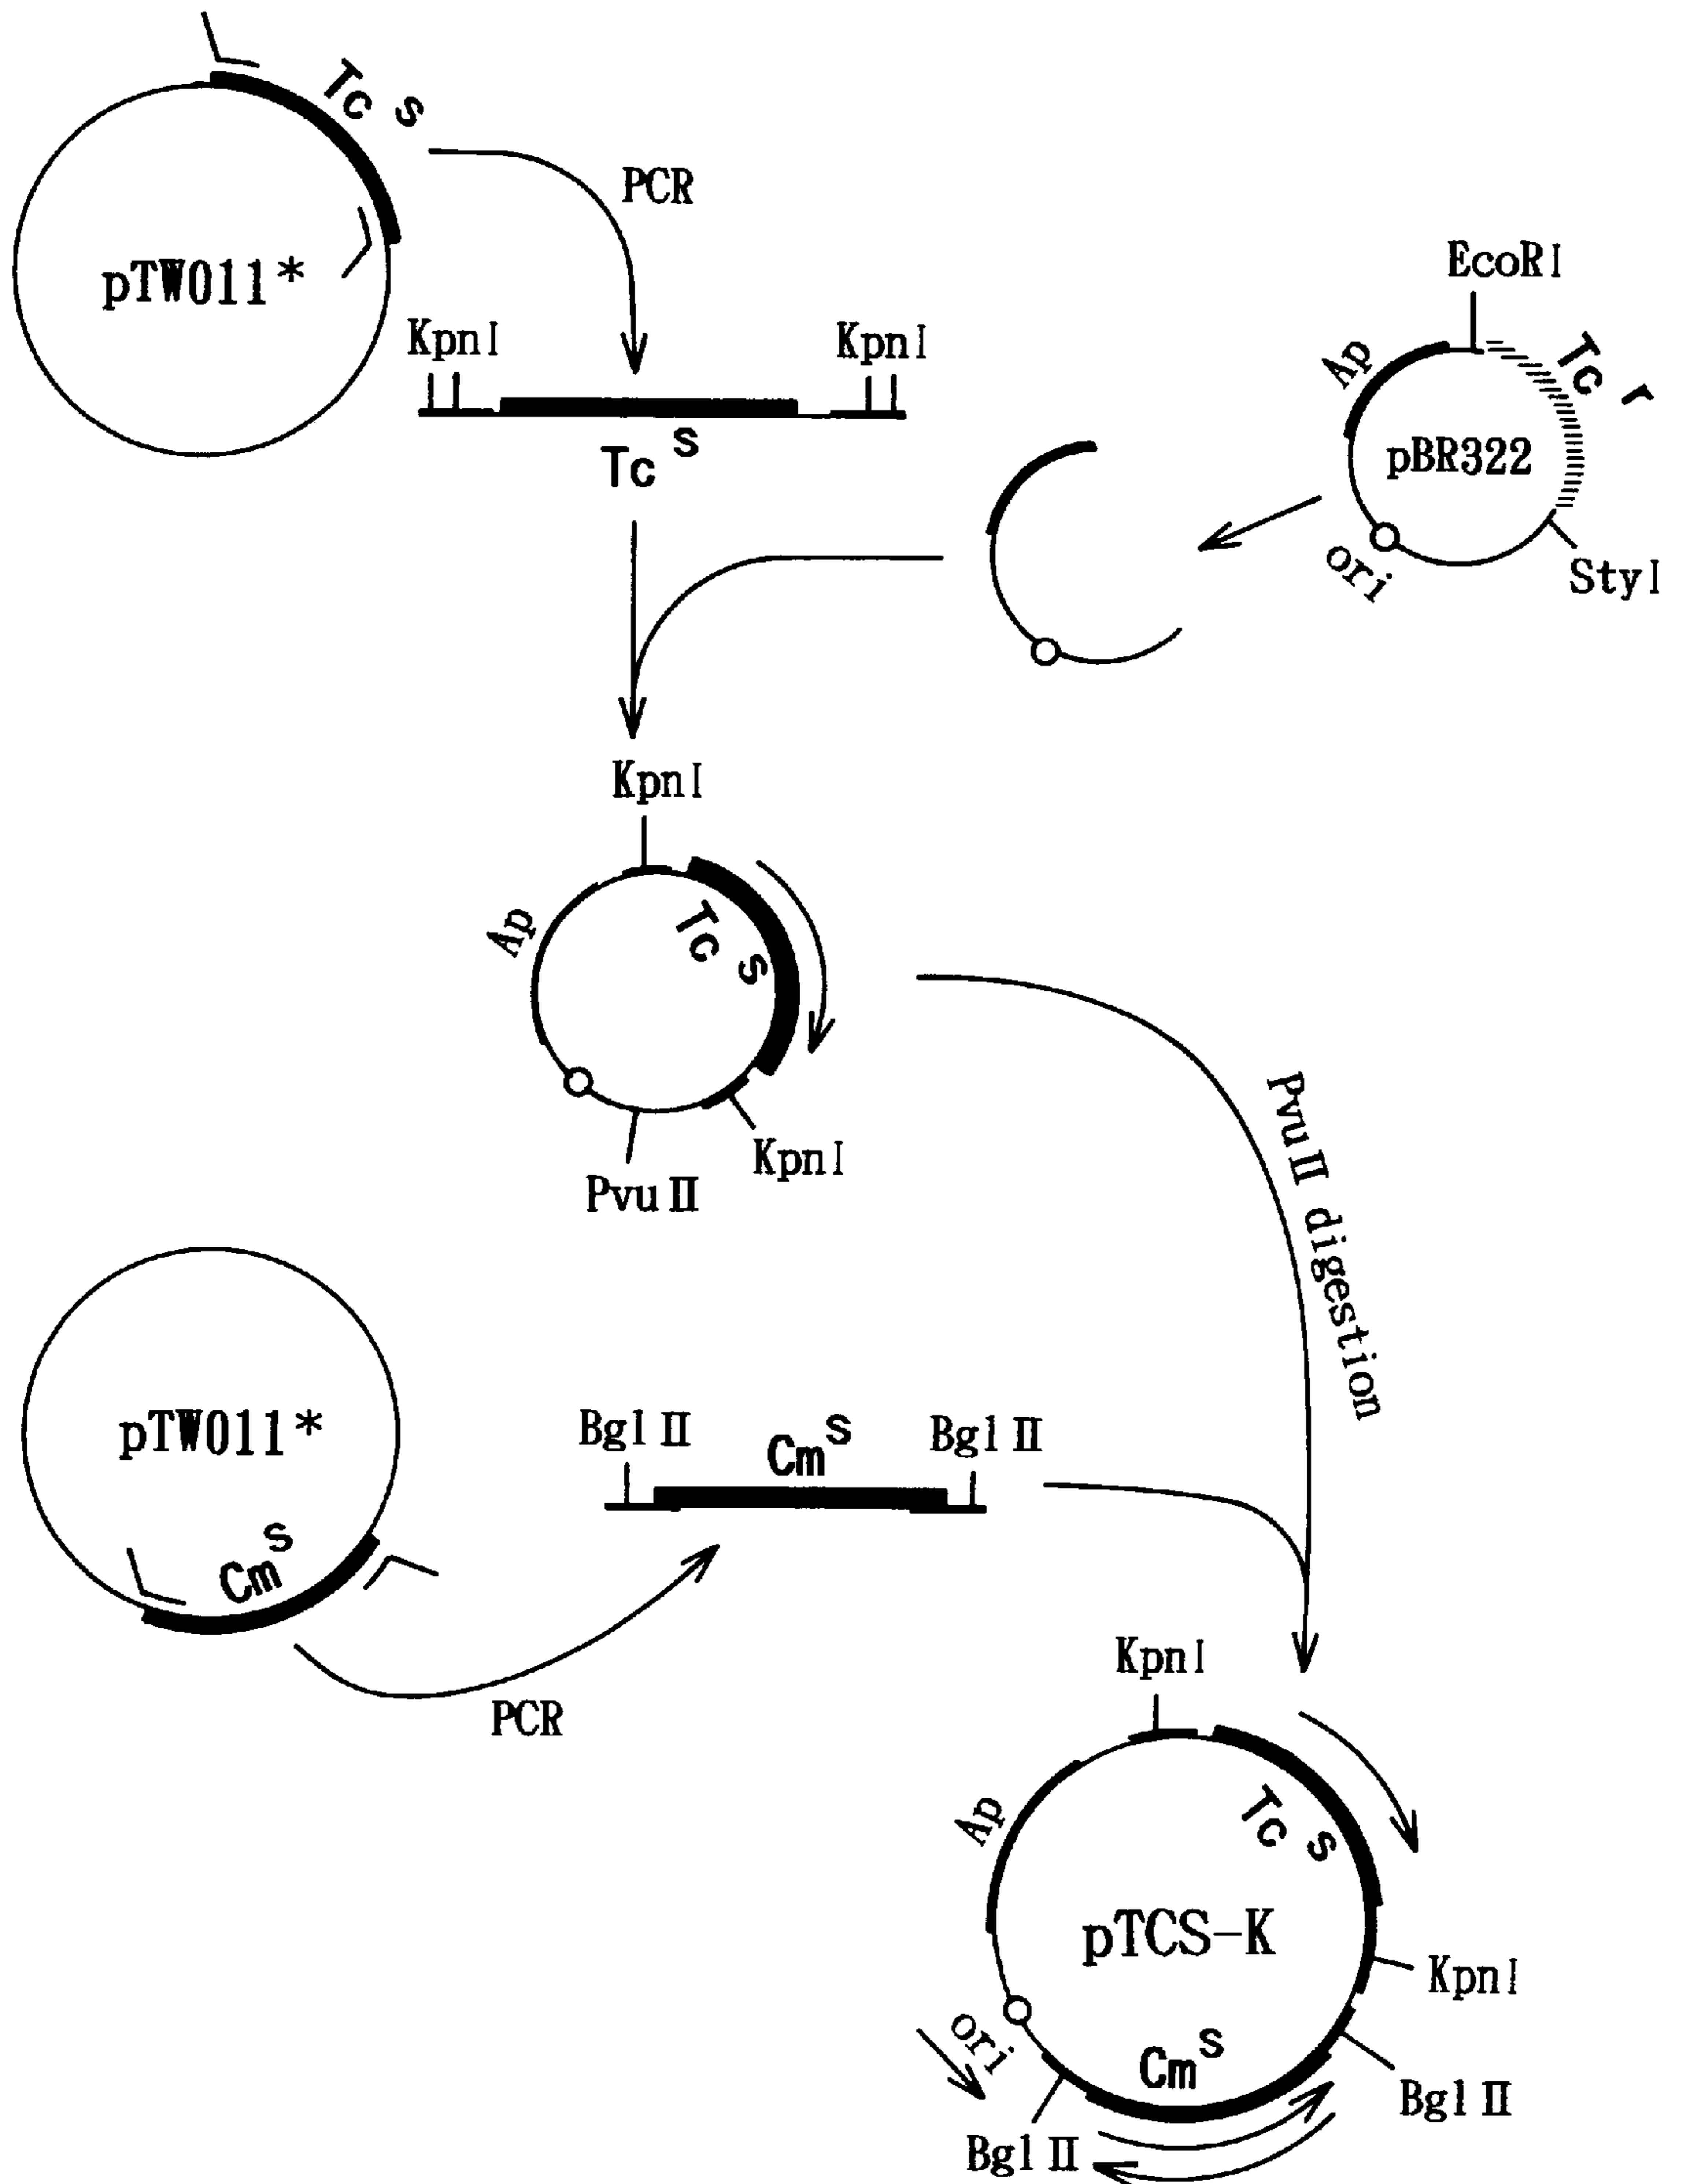 Tc s
PCR
pTW011*
EcoRI
KpnI
KpnI
Ap
Tc r
pBR322
Tc s
ori
StyI
KpnI
Ap
Tc s
KpnI
PvuII
PvuII digestion
pTW011*
BglII
Cm s
BglII
Cm s
PCR
KpnI
Ap
Tc s
pTCS-K
KpnI
ori
Cm s
BglII
BglII